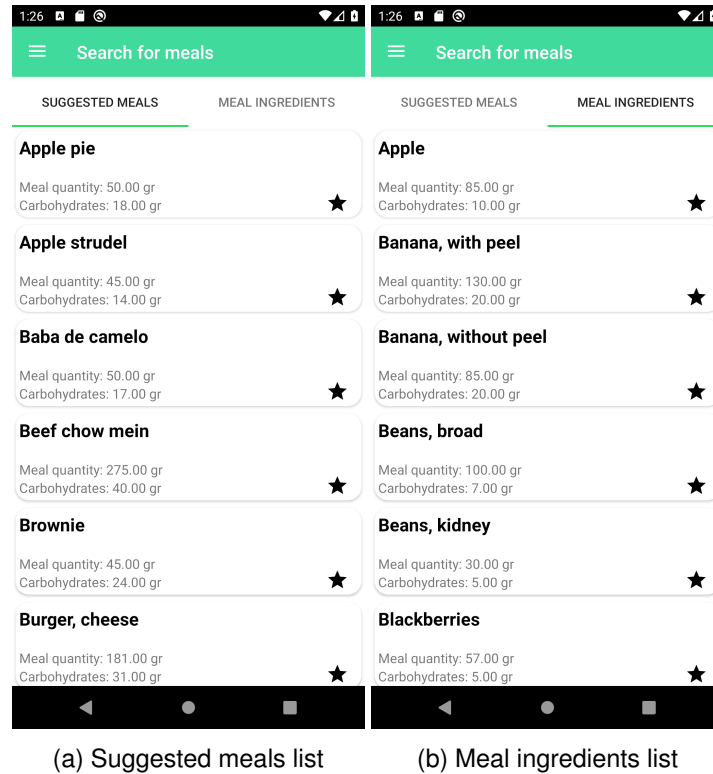 1:26
Search for meals
SUGGESTED MEALS MEAL INGREDIENTS
Apple pie
Meal quantity: 50.00 gr
Carbohydrates: 18.00 gr
Apple strudel
Meal quantity: 45.00 gr
Carbohydrates: 14.00 gr
Baba de camelo
Meal quantity: 50.00 gr
Carbohydrates: 17.00 gr
Beef chow mein
Meal quantity: 275.00 gr
Carbohydrates: 40.00 gr
Brownie
Meal quantity: 45.00 gr
Carbohydrates: 24.00 gr
Burger, cheese
Meal quantity: 181.00 gr
Carbohydrates: 31.00 gr
(a) Suggested meals list
1:26
Search for meals
SUGGESTED MEALS MEAL INGREDIENTS
Apple
Meal quantity: 85.00 gr
Carbohydrates: 10.00 gr
Banana, with peel
Meal quantity: 130.00 gr
Carbohydrates: 20.00 gr
Banana, without peel
Meal quantity: 85.00 gr
Carbohydrates: 20.00 gr
Beans, broad
Meal quantity: 100.00 gr
Carbohydrates: 7.00 gr
Beans, kidney
Meal quantity: 30.00 gr
Carbohydrates: 5.00 gr
Blackberries
Meal quantity: 57.00 gr
Carbohydrates: 5.00 gr
(b) Meal ingredients list